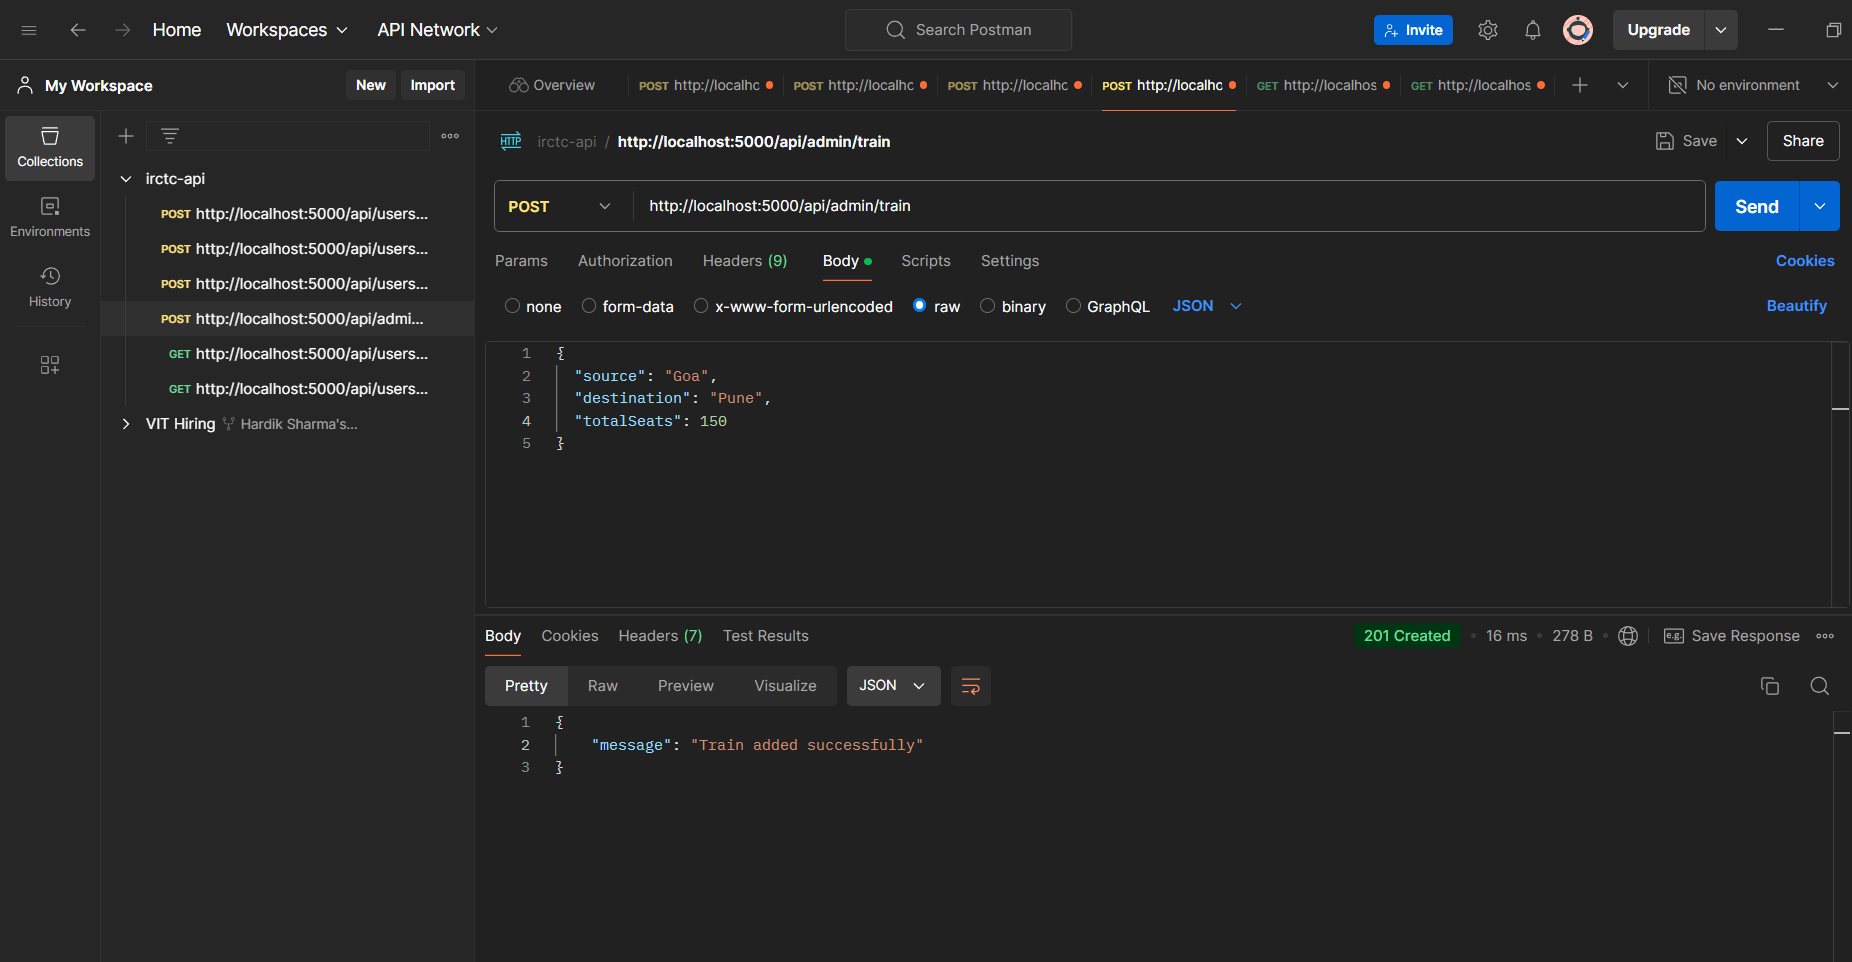 Home Workspaces API Network Search Postman Invite Upgrade
My Workspace New Import Overview POST http://localhc POST http://localhc POST http://localhc POST http://localhc GET http://localhos GET http://localhos No environment
Collections
Environments
History
irctc-api
POST http://localhost:5000/api/users...
POST http://localhost:5000/api/users...
POST http://localhost:5000/api/users...
POST http://localhost:5000/api/admi...
GET http://localhost:5000/api/users...
GET http://localhost:5000/api/users...
VIT Hiring Hardik Sharma's...
HTTP irctc-api / http://localhost:5000/api/admin/train Save Share
POST http://localhost:5000/api/admin/train Send
Params Authorization Headers (9) Body Scripts Settings Cookies
none form-data x-www-form-urlencoded raw binary GraphQL JSON Beautify
1 {
2 "source": "Goa",
3 "destination": "Pune",
4 "totalSeats": 150
5 }
Body Cookies Headers (7) Test Results 201 Created 16 ms 278 B e.g. Save Response
Pretty Raw Preview Visualize JSON
1 {
2 "message": "Train added successfully"
3 }